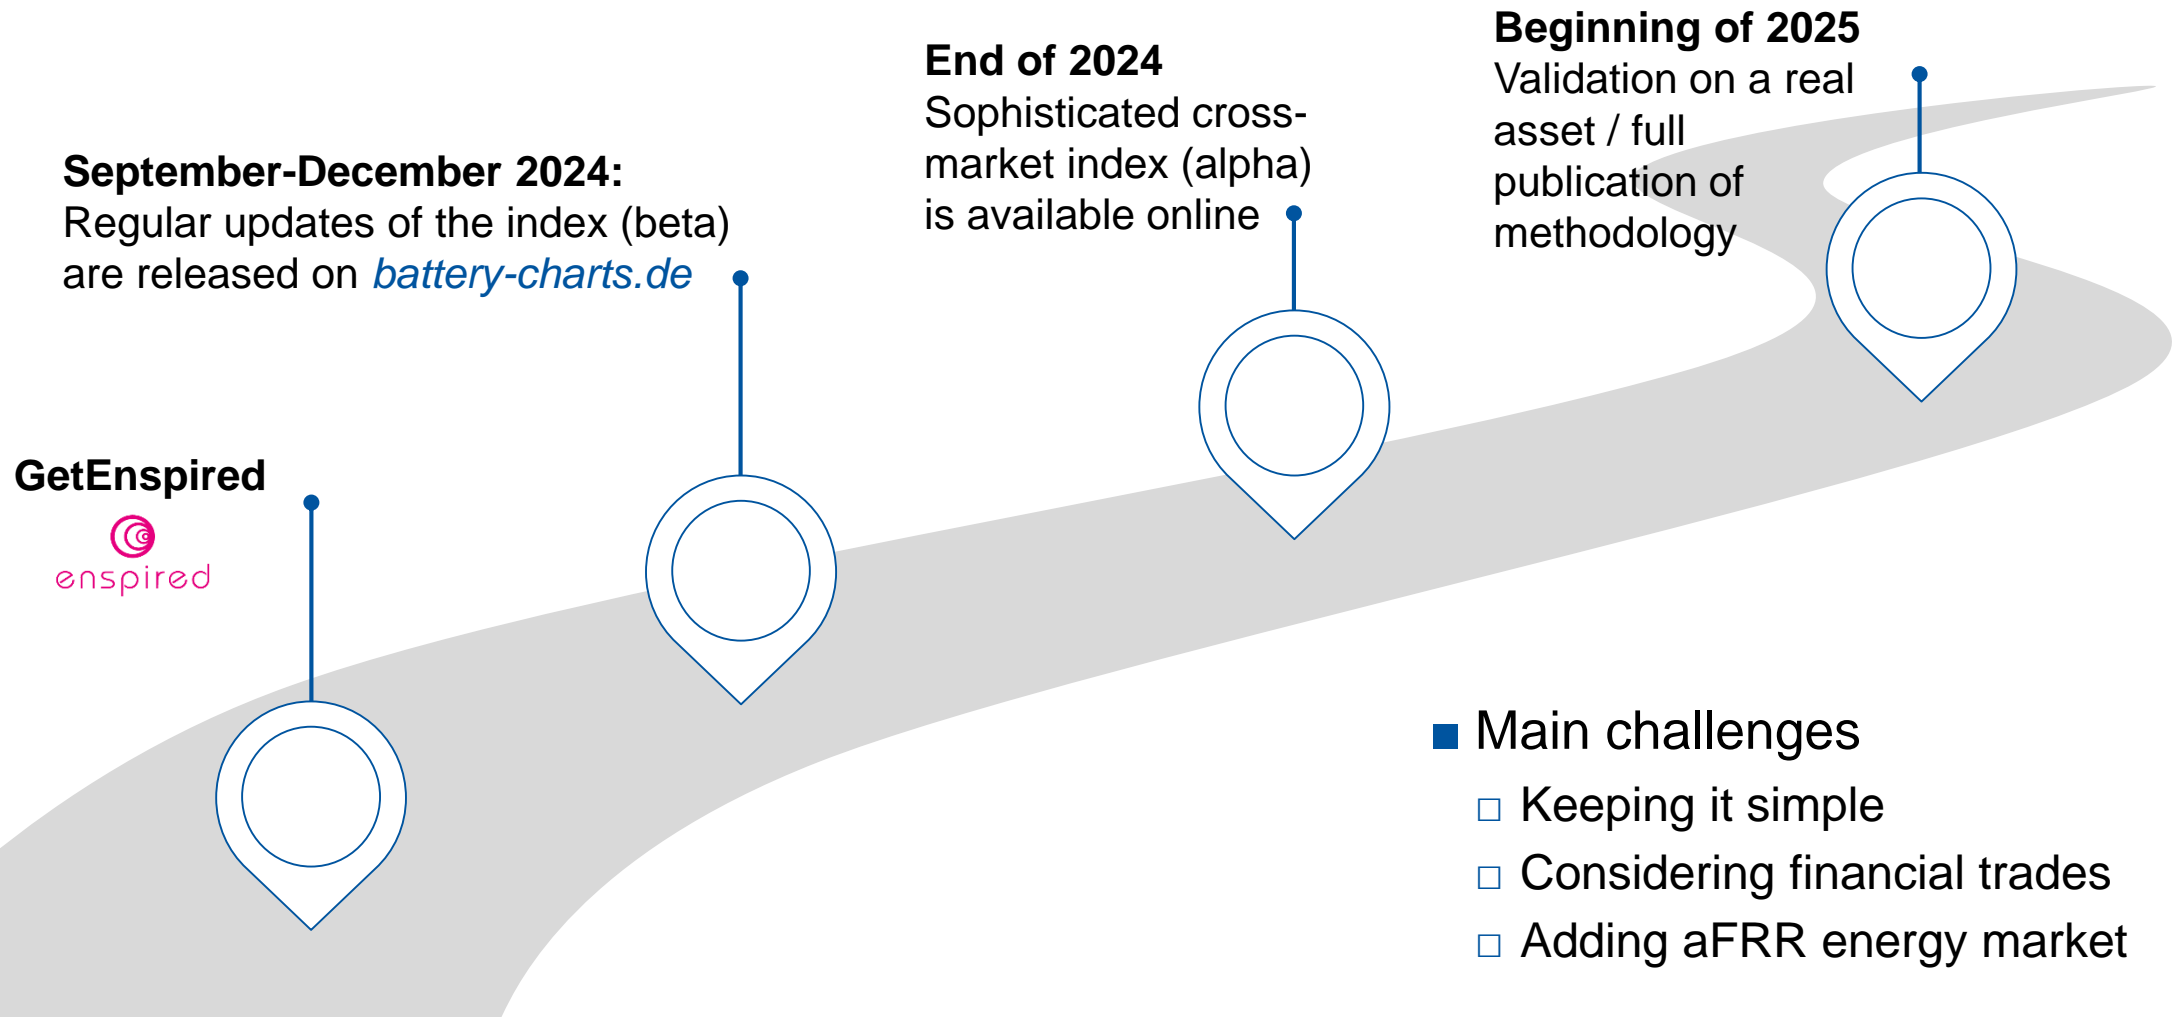 GetEnspired
enspired
September-December 2024:
Regular updates of the index (beta)
are released on battery-charts.de
End of 2024
Sophisticated cross-
market index (alpha)
is available online
Beginning of 2025
Validation on a real
asset / full
publication of
methodology
Main challenges
Keeping it simple
Considering financial trades
Adding aFRR energy market